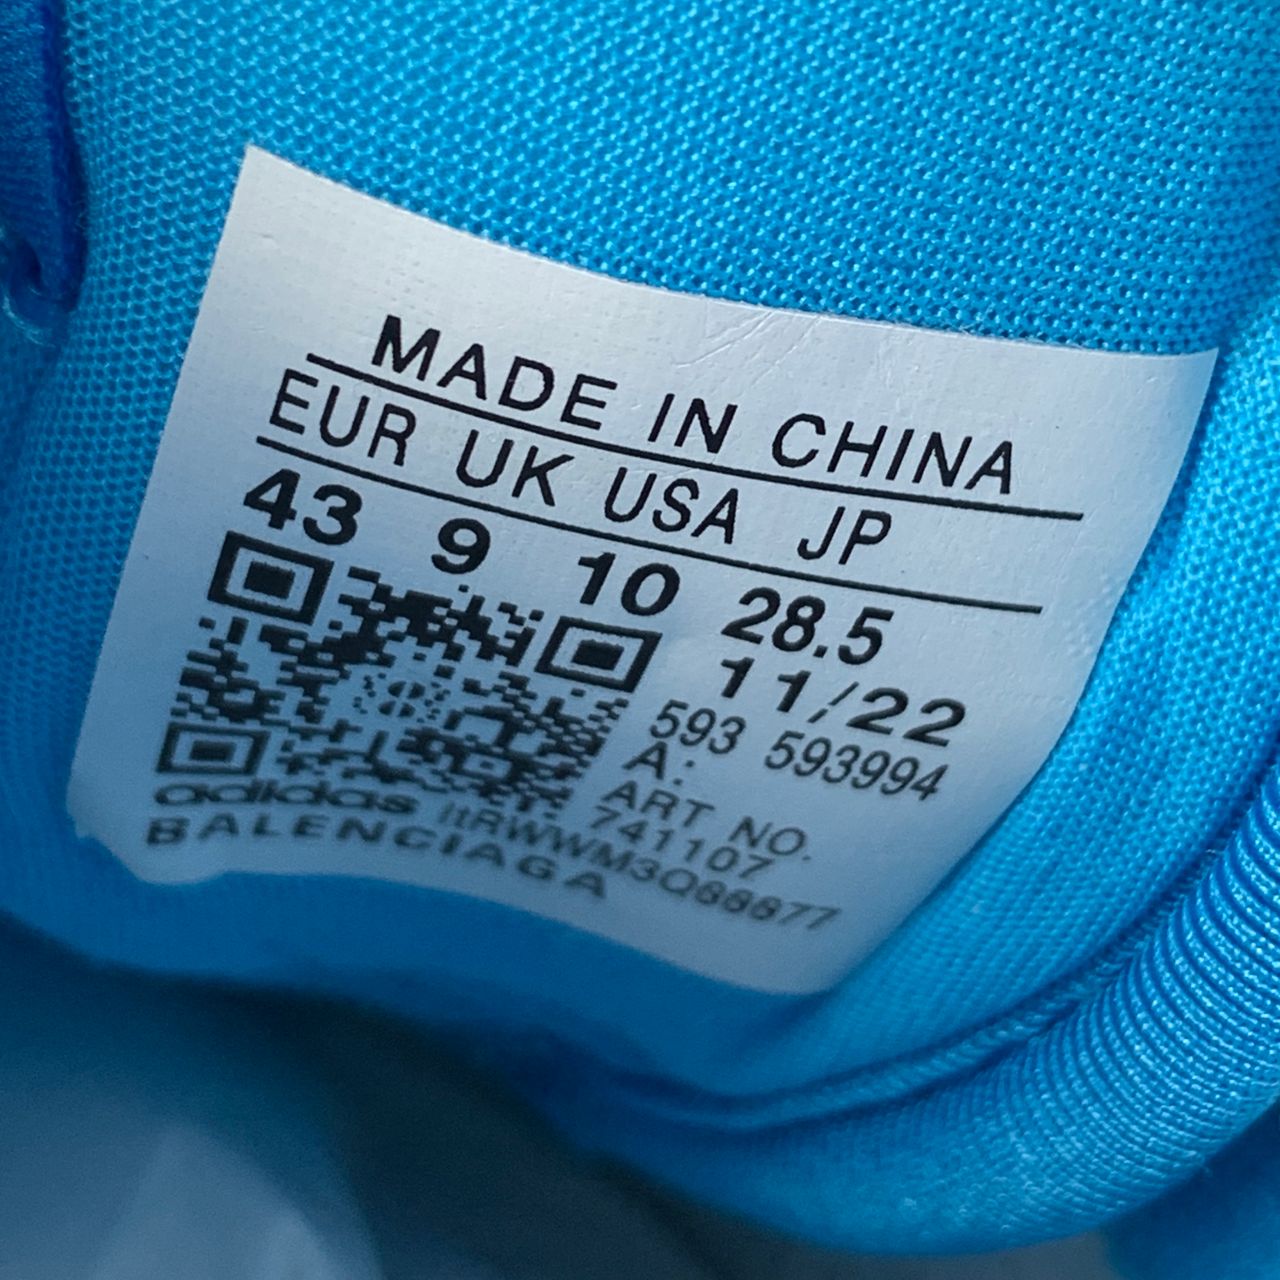 MADE IN CHINA
EUR UK USA JP
43 9 10 28.5
11/22
593 593994
A:
ART NO.
741107
adidas
BALENCIAGA